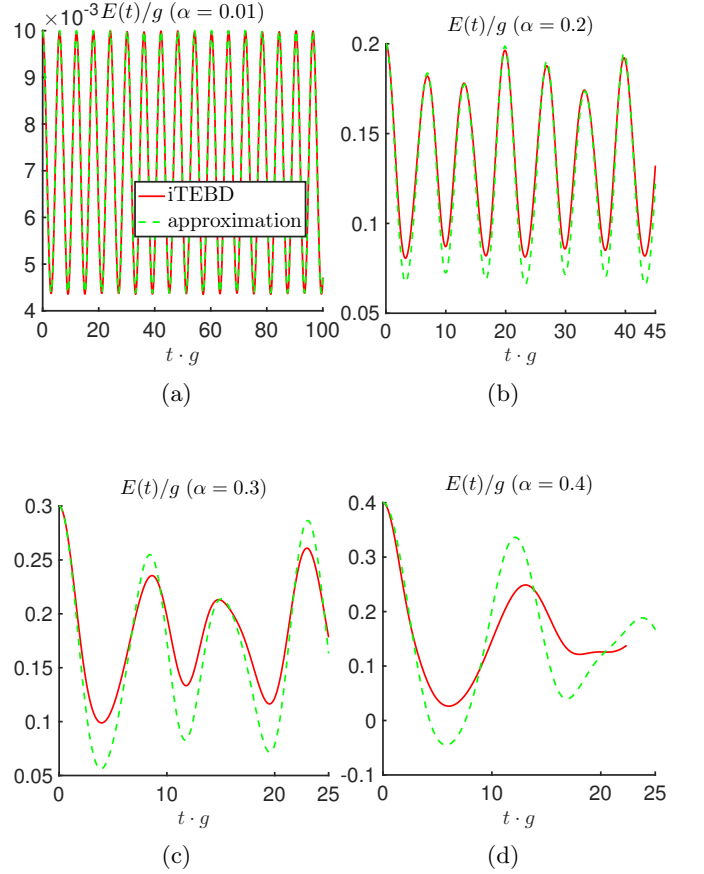 ×10⁻³ E(t)/g (α = 0.01)
10
9
8
7
6
5
4
iTEBD
approximation
0 20 40 60 80 100
t · g
(a)
E(t)/g (α = 0.2)
0.2
0.15
0.1
0.05
0 10 20 30 40 45
t · g
(b)
E(t)/g (α = 0.3)
0.3
0.25
0.2
0.15
0.1
0.05
0 10 20 25
t · g
(c)
E(t)/g (α = 0.4)
0.4
0.3
0.2
0.1
0
-0.1
0 10 20 25
t · g
(d)